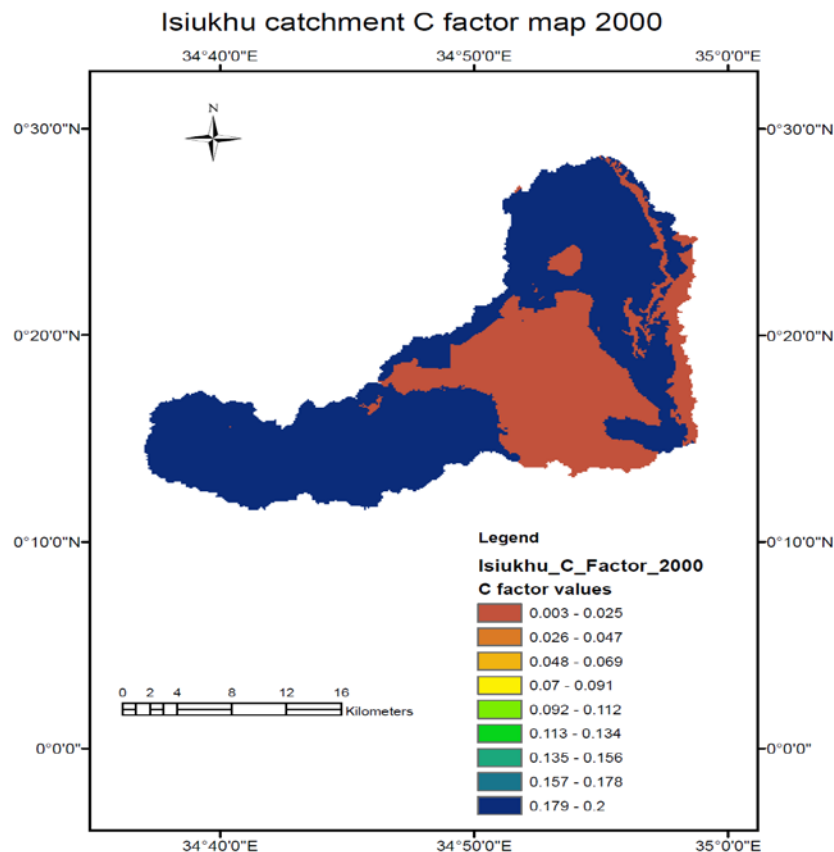 Isiukhu catchment C factor map 2000
34°40'0"E 34°50'0"E 35°0'0"E
N
0°30'0"N 0°30'0"N
0°20'0"N 0°20'0"N
0°10'0"N 0°10'0"N
0°0'0" 0°0'0"
Legend
Isiukhu_C_Factor_2000
C factor values
0.003 - 0.025
0.026 - 0.047
0.048 - 0.069
0.07 - 0.091
0.092 - 0.112
0.113 - 0.134
0.135 - 0.156
0.157 - 0.178
0.179 - 0.2
0 2 4 8 12 16
Kilometers
34°40'0"E 34°50'0"E 35°0'0"E